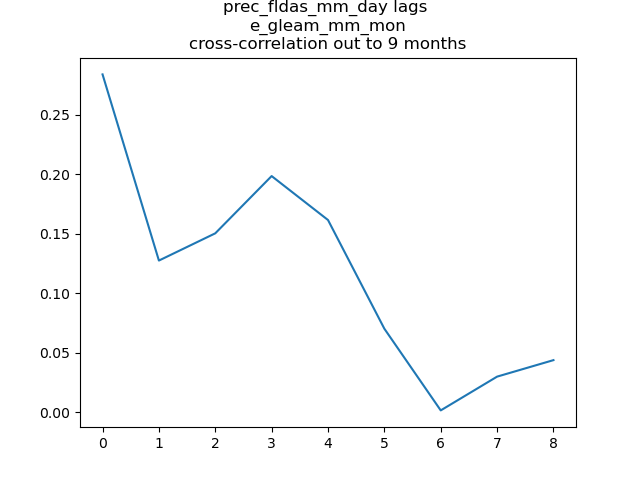 prec_fldas_mm_day lags
e_gleam_mm_mon
cross-correlation out to 9 months
0.25
0.20
0.15
0.10
0.05
0.00
0 1 2 3 4 5 6 7 8